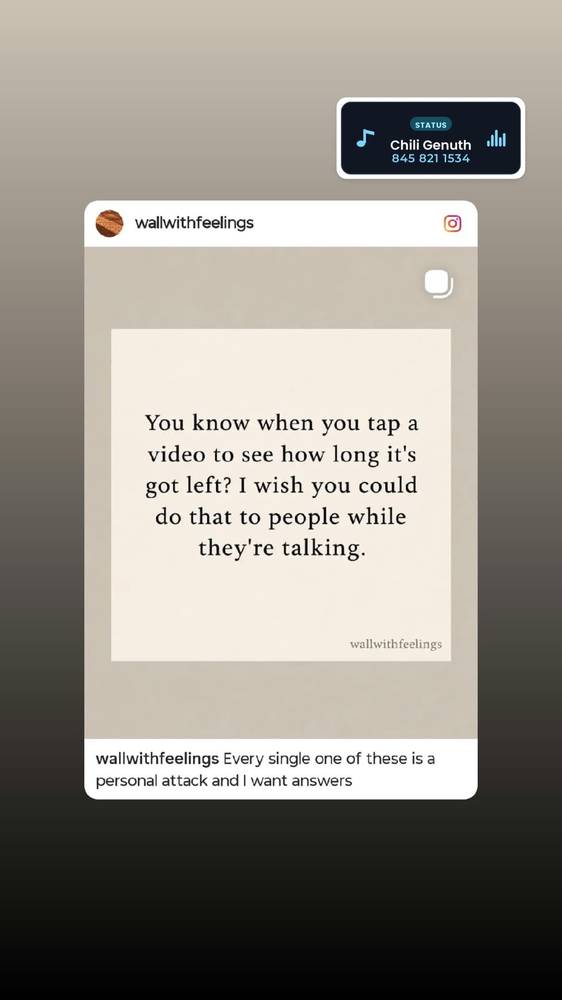 STATUS
Chili Genuth
845 821 1534
wallwithfeelings
You know when you tap a
video to see how long it's
got left? I wish you could
do that to people while
they're talking.
wallwithfeelings
wallwithfeelings Every single one of these is a
personal attack and I want answers